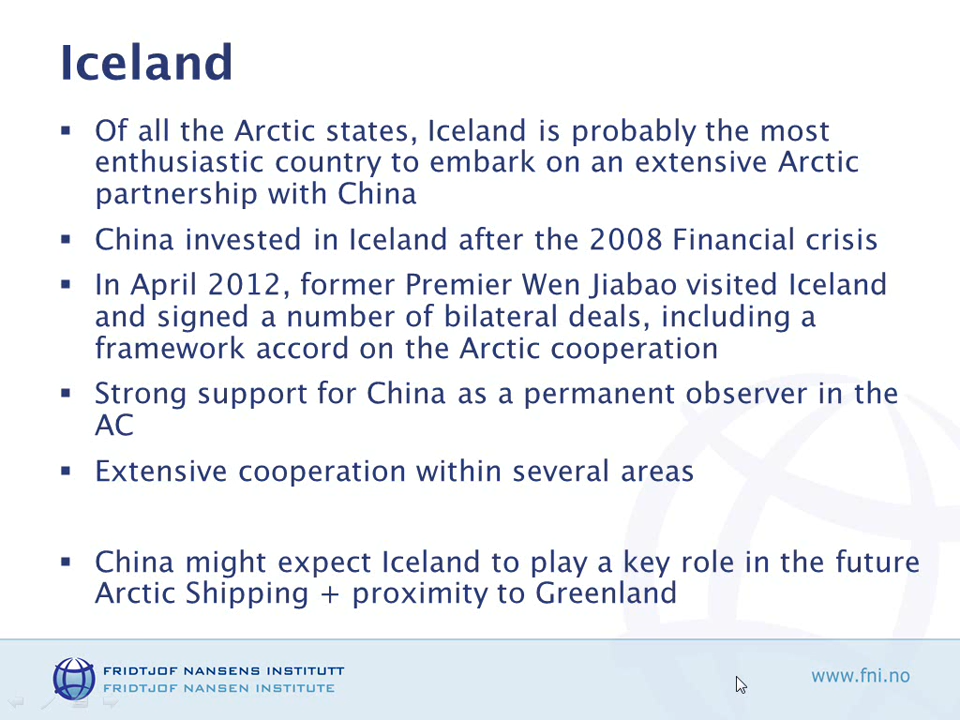 Iceland
▪ Of all the Arctic states, Iceland is probably the most
enthusiastic country to embark on an extensive Arctic
partnership with China
▪ China invested in Iceland after the 2008 Financial crisis
▪ In April 2012, former Premier Wen Jiabao visited Iceland
and signed a number of bilateral deals, including a
framework accord on the Arctic cooperation
▪ Strong support for China as a permanent observer in the
AC
▪ Extensive cooperation within several areas
▪ China might expect Iceland to play a key role in the future
Arctic Shipping + proximity to Greenland
FRIDTJOF NANSENS INSTITUTT
FRIDTJOF NANSEN INSTITUTE
www.fni.no